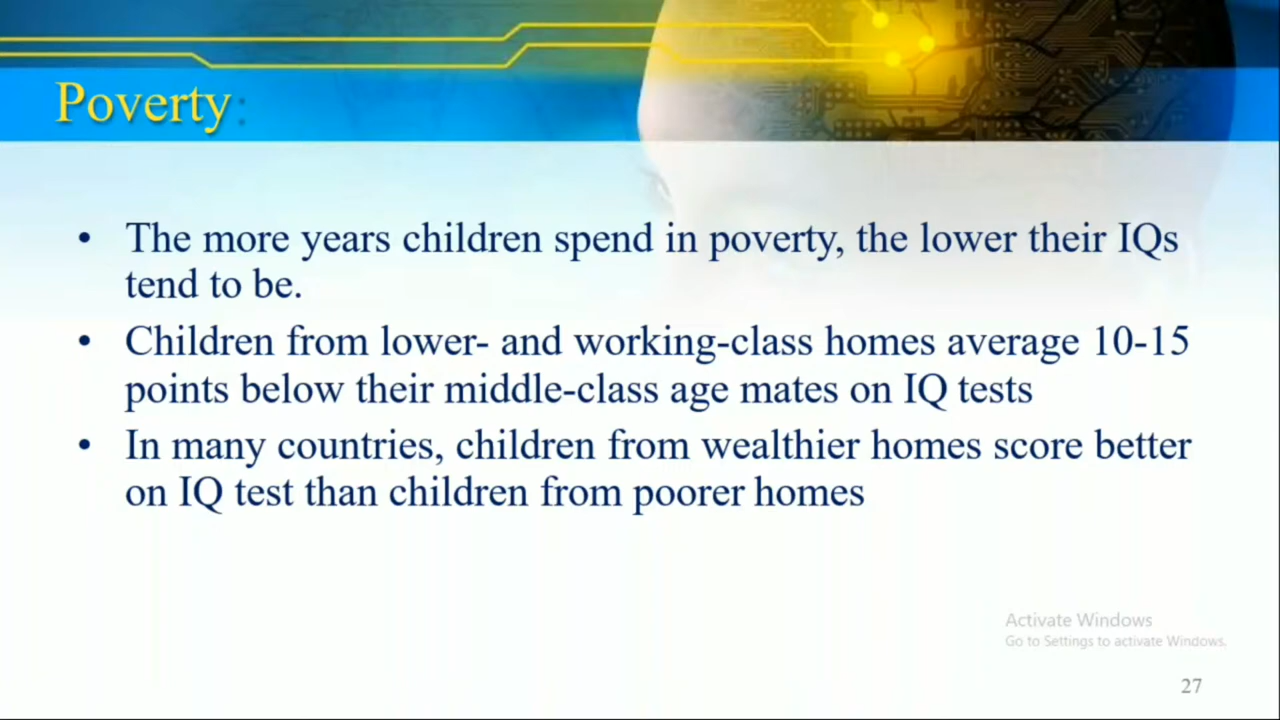 Poverty:
• The more years children spend in poverty, the lower their IQs
tend to be.
• Children from lower- and working-class homes average 10-15
points below their middle-class age mates on IQ tests
• In many countries, children from wealthier homes score better
on IQ test than children from poorer homes
Activate Windows
Go to Settings to activate Windows.
27